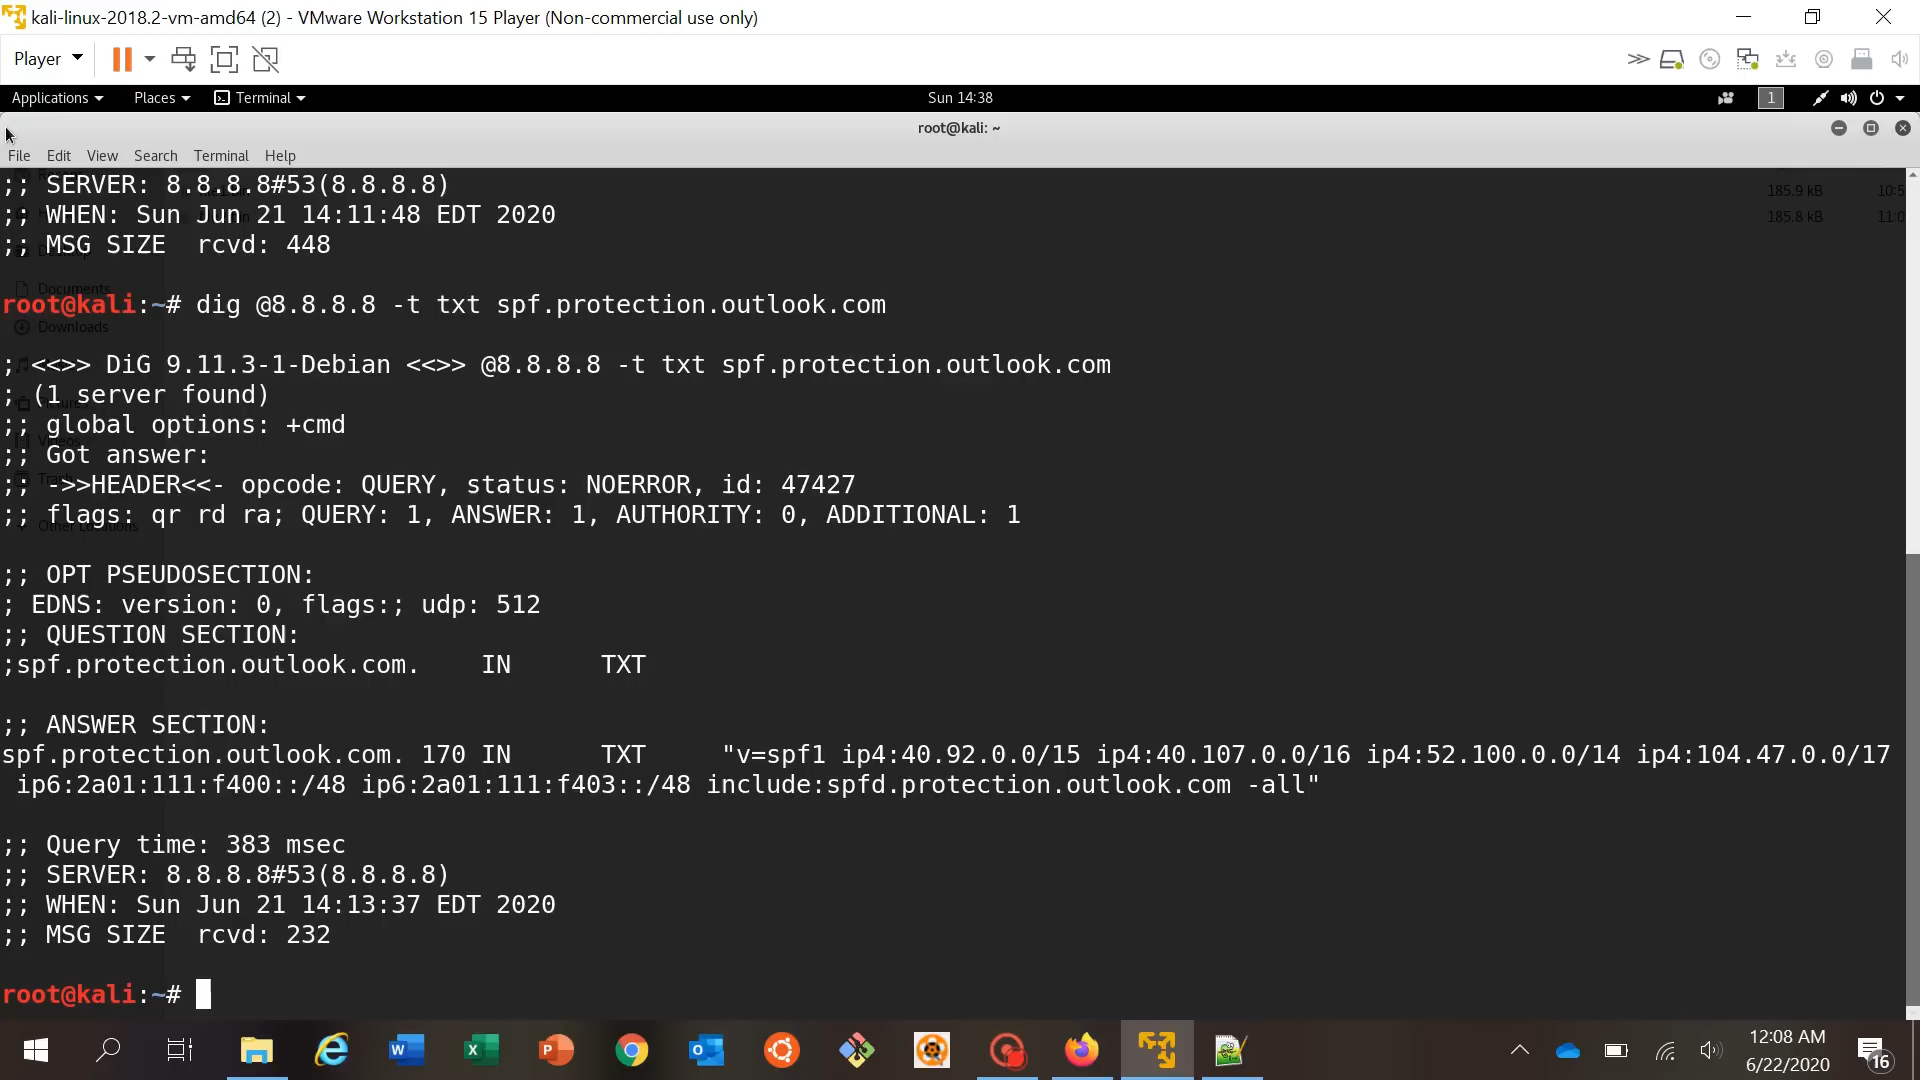 kali-linux-2018.2-vm-amd64 (2) - VMware Workstation 15 Player (Non-commercial use only)
Player
Applications Places Terminal Sun 14:38 1
root@kali: ~
File Edit View Search Terminal Help
;; SERVER: 8.8.8.8#53(8.8.8.8)
185.9 kB
;; WHEN: Sun Jun 21 14:11:48 EDT 2020
185.8 kB
;; MSG SIZE  rcvd: 448
Documents
root@kali:~# dig @8.8.8.8 -t txt spf.protection.outlook.com
Downloads
; <<>> DiG 9.11.3-1-Debian <<>> @8.8.8.8 -t txt spf.protection.outlook.com
; (1 server found)
;; global options: +cmd
;; Got answer:
;; ->>HEADER<<- opcode: QUERY, status: NOERROR, id: 47427
;; flags: qr rd ra; QUERY: 1, ANSWER: 1, AUTHORITY: 0, ADDITIONAL: 1
;; OPT PSEUDOSECTION:
; EDNS: version: 0, flags:; udp: 512
;; QUESTION SECTION:
;spf.protection.outlook.com.    IN      TXT
;; ANSWER SECTION:
spf.protection.outlook.com. 170 IN      TXT     "v=spf1 ip4:40.92.0.0/15 ip4:40.107.0.0/16 ip4:52.100.0.0/14 ip4:104.47.0.0/17
ip6:2a01:111:f400::/48 ip6:2a01:111:f403::/48 include:spfd.protection.outlook.com -all"
;; Query time: 383 msec
;; SERVER: 8.8.8.8#53(8.8.8.8)
;; WHEN: Sun Jun 21 14:13:37 EDT 2020
;; MSG SIZE  rcvd: 232
root@kali:~#
12:08 AM
6/22/2020
16